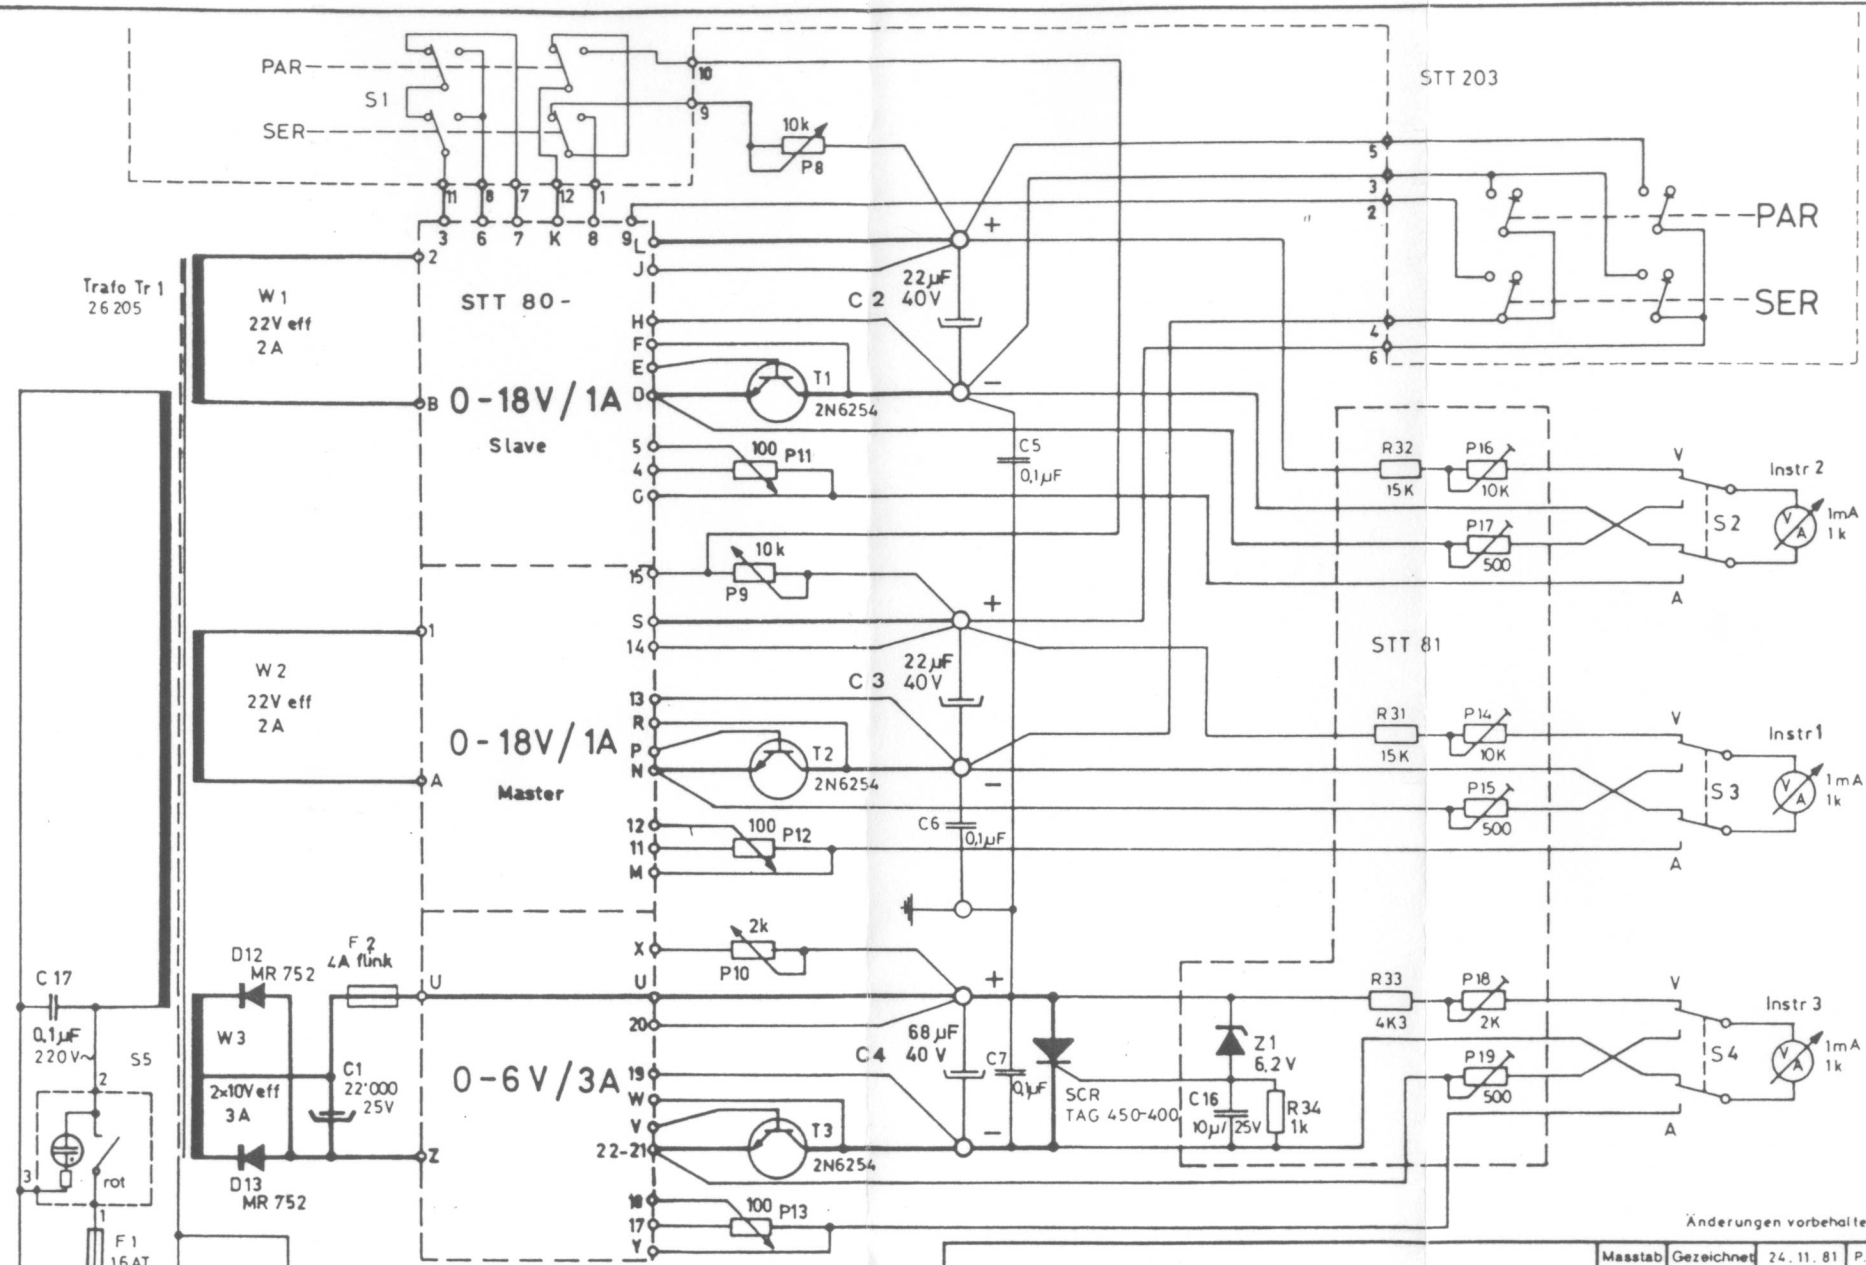 PAR
S1
SER
10
9
10k
P8
STT 203
5
3
2
4
6
PAR
SER
11
8
7
12
1
3
6
7
K
8
9
Trafo Tr 1
26205
W1
22V eff
2A
2
B
STT 80-
0-18V/1A
Slave
L
J
H
F
E
D
5
4
G
C 2
22µF
40V
+
−
T1
2N6254
100
P11
C5
0,1µF
R32
15K
P16
10K
P17
500
V
A
S2
Instr 2
V
A
1mA
1k
W2
22V eff
2A
1
A
0-18V/1A
Master
15
S
14
13
R
P
N
12
11
M
10k
P9
C 3
22µF
40V
+
−
T2
2N6254
100
P12
C6
0,1µF
STT 81
R31
15K
P14
10K
P15
500
V
A
S3
Instr1
V
A
1mA
1k
C 17
0,1µF
220V~
S5
2
3
rot
1
F1
16AT
D12
MR 752
F 2
4A flink
W3
2x10Veff
3A
C1
22'000
25V
D13
MR 752
U
Z
0-6V/3A
X
U
20
19
W
V
22-21
18
17
Y
2k
P10
C4
68µF
40V
+
−
T3
2N6254
100
P13
C7
0,1µF
SCR
TAG 450-400
Z1
6,2V
C16
10µ/25V
R34
1k
R33
4K3
P18
2K
P19
500
V
A
S4
Instr 3
V
A
1mA
1k
Änderungen vorbehalte
Masstab Gezeichnet 24.11.81 P.